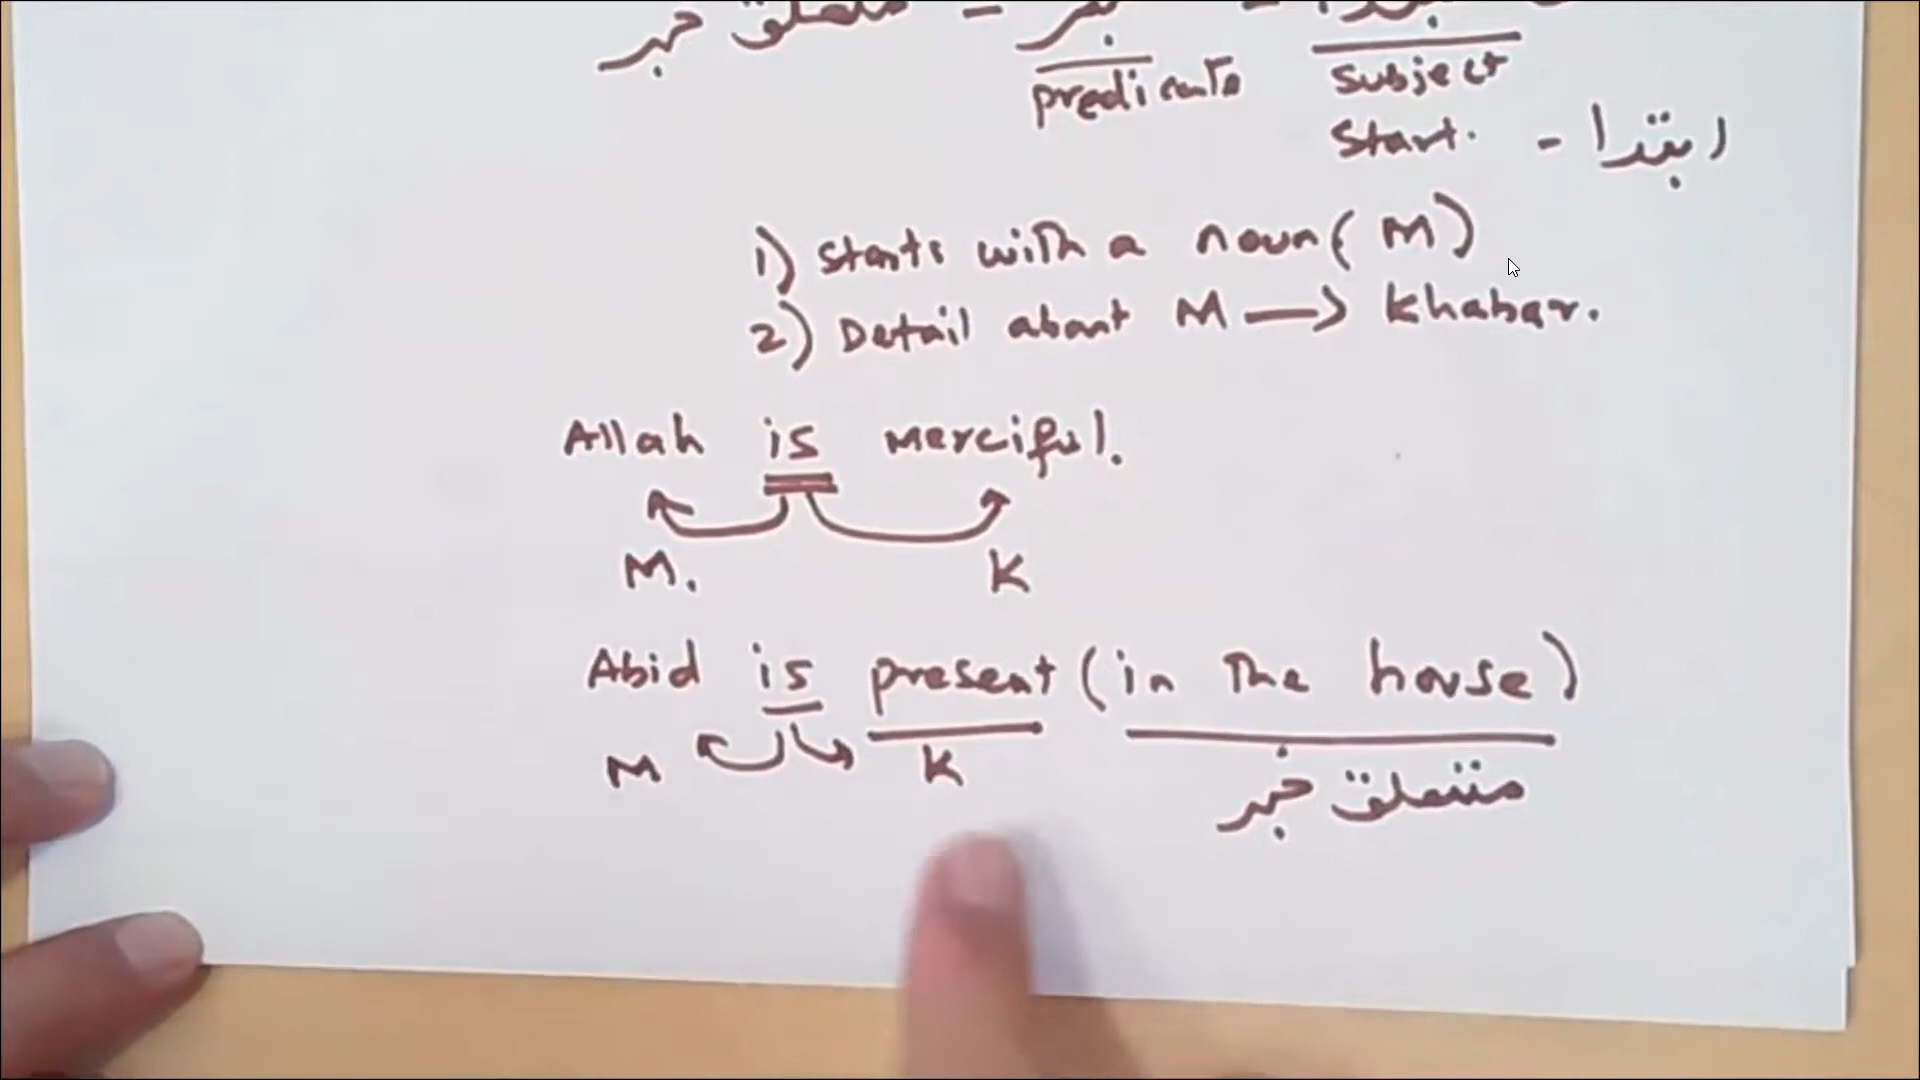 متعلق خبر - خبر - مبتدا
predicate subject
start. - ابتدا
1) starts with a noun (M)
2) Detail about M → khabar.
Allah is merciful.
M. K
Abid is present (in the house)
M K متعلق خبر